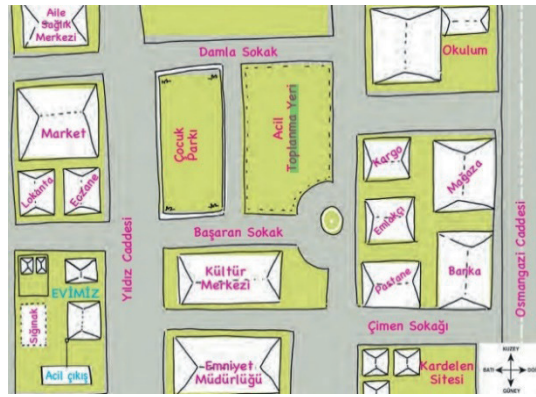 Aile
Sağlık
Merkezi
Damla Sokak
Okulum
Market
Çocuk
Parkı
Acil
Toplanma Yeri
Kargo
Mağaza
Lokanta
Eczane
Emlakçı
Yıldız Caddesi
Başaran Sokak
Osmangazi Caddesi
EVİMİZ
Kültür
Merkezi
Pastane
Banka
Sığınak
Çimen Sokağı
Acil çıkış
Emniyet
Müdürlüğü
Kardelen
Sitesi
KUZEY
BATI
GÜNEY